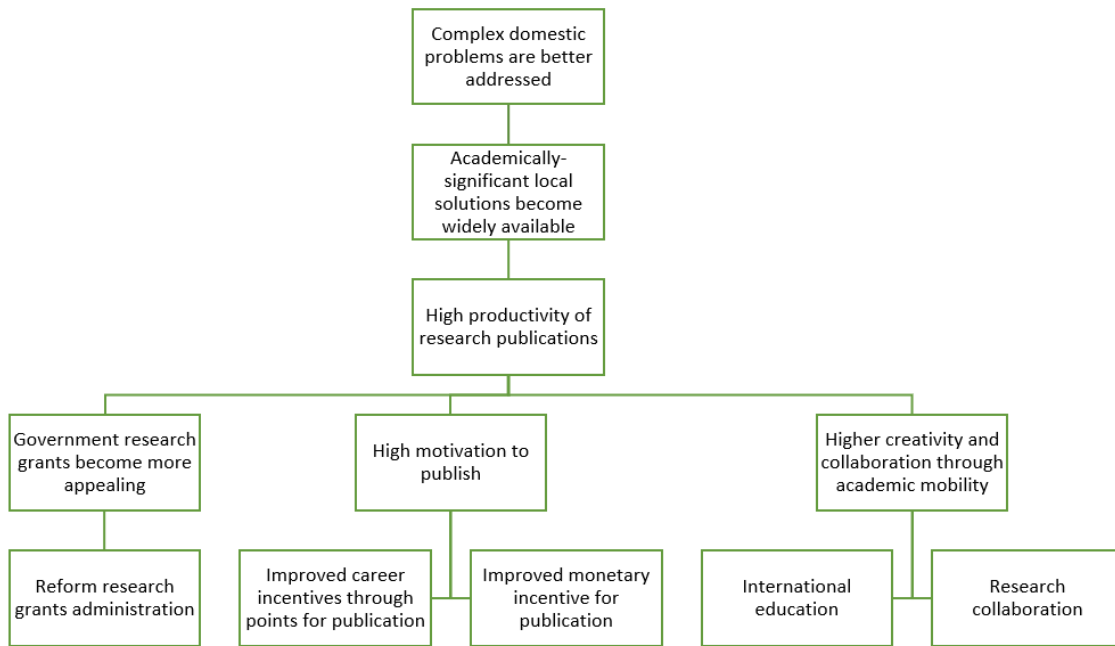 Complex domestic
problems are better
addressed
Academically-
significant local
solutions become
widely available
High productivity of
research publications
Government research
grants become more
appealing
High motivation to
publish
Higher creativity and
collaboration through
academic mobility
Reform research
grants administration
Improved career
incentives through
points for publication
Improved monetary
incentive for
publication
International
education
Research
collaboration